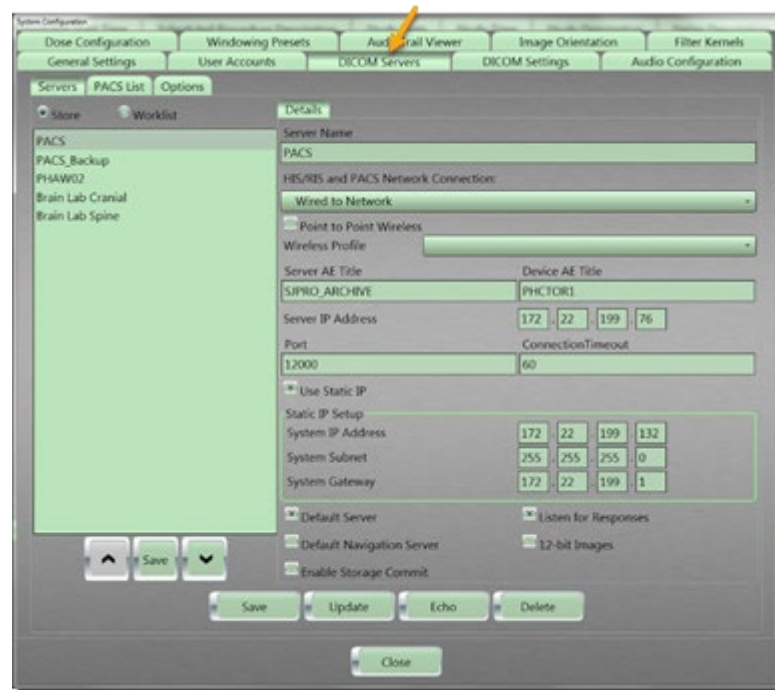 System Configuration
Dose Configuration Windowing Presets Audit Trail Viewer Image Orientation Filter Kernels
General Settings User Accounts DICOM Servers DICOM Settings Audio Configuration
Servers PACS List Options
Store Worklist
PACS
PACS_Backup
PHAW02
Brain Lab Cranial
Brain Lab Spine
Save
Details
Server Name
PACS
HIS/RIS and PACS Network Connection:
Wired to Network
Point to Point Wireless
Wireless Profile
Server AE Title Device AE Title
SJPRO_ARCHIVE PHCTOR1
Server IP Address 172 . 22 . 199 . 76
Port ConnectionTimeout
12000 60
Use Static IP
Static IP Setup
System IP Address 172 . 22 . 199 . 132
System Subnet 255 . 255 . 255 . 0
System Gateway 172 . 22 . 199 . 1
Default Server Listen for Responses
Default Navigation Server 12-bit Images
Enable Storage Commit
Save Update Echo Delete
Close